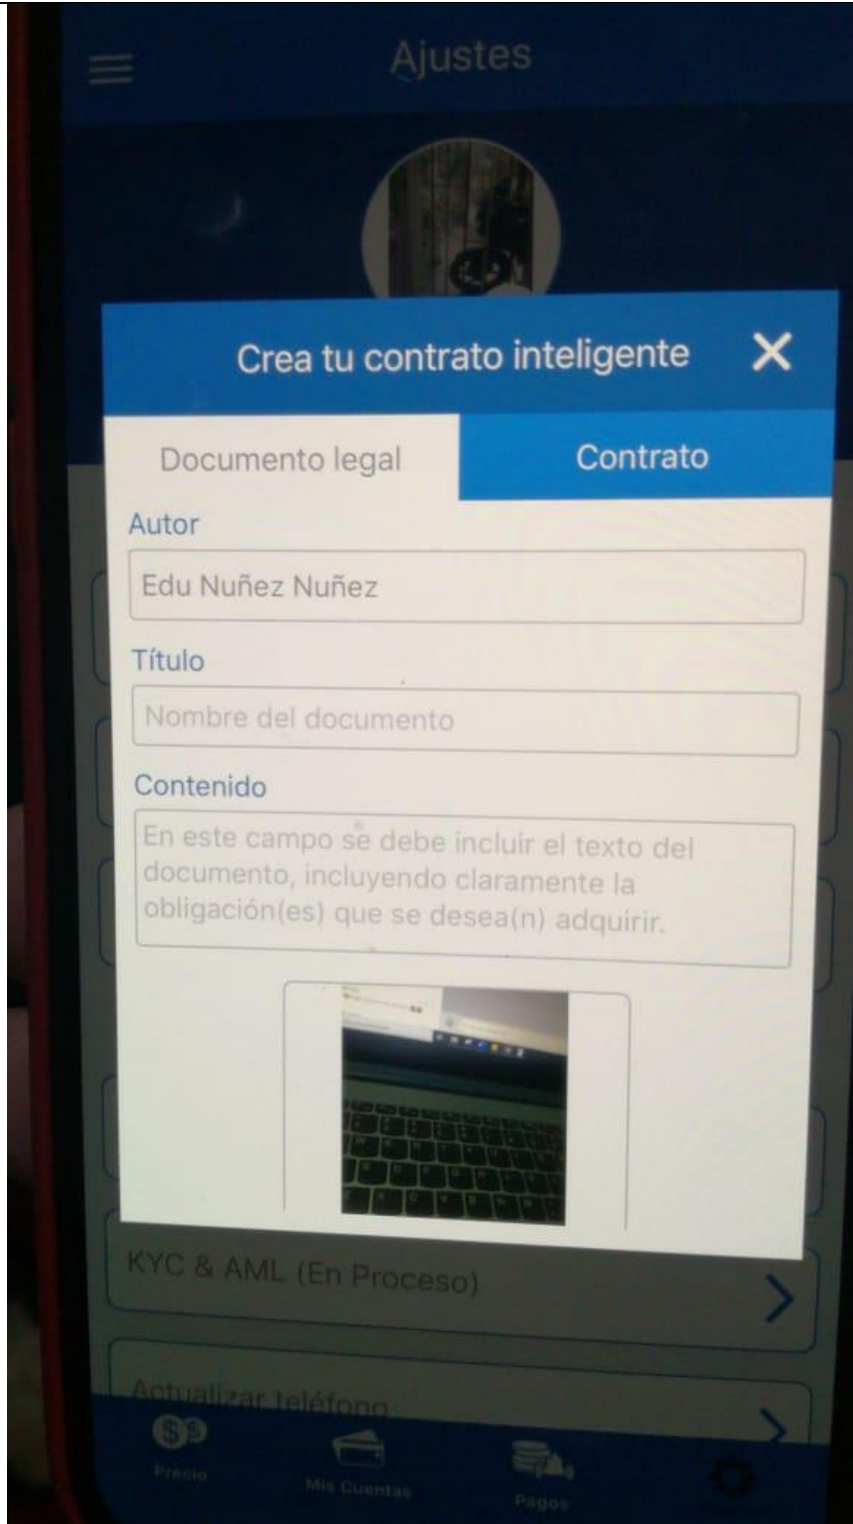 Ajustes
Crea tu contrato inteligente
Documento legal
Contrato
Autor
Edu Nuñez Nuñez
Título
Nombre del documento
Contenido
En este campo se debe incluir el texto del
documento, incluyendo claramente la
obligación(es) que se desea(n) adquirir.
KYC & AML (En Proceso)
Actualizar teléfono
Precio
Mis Cuentas
Pagos